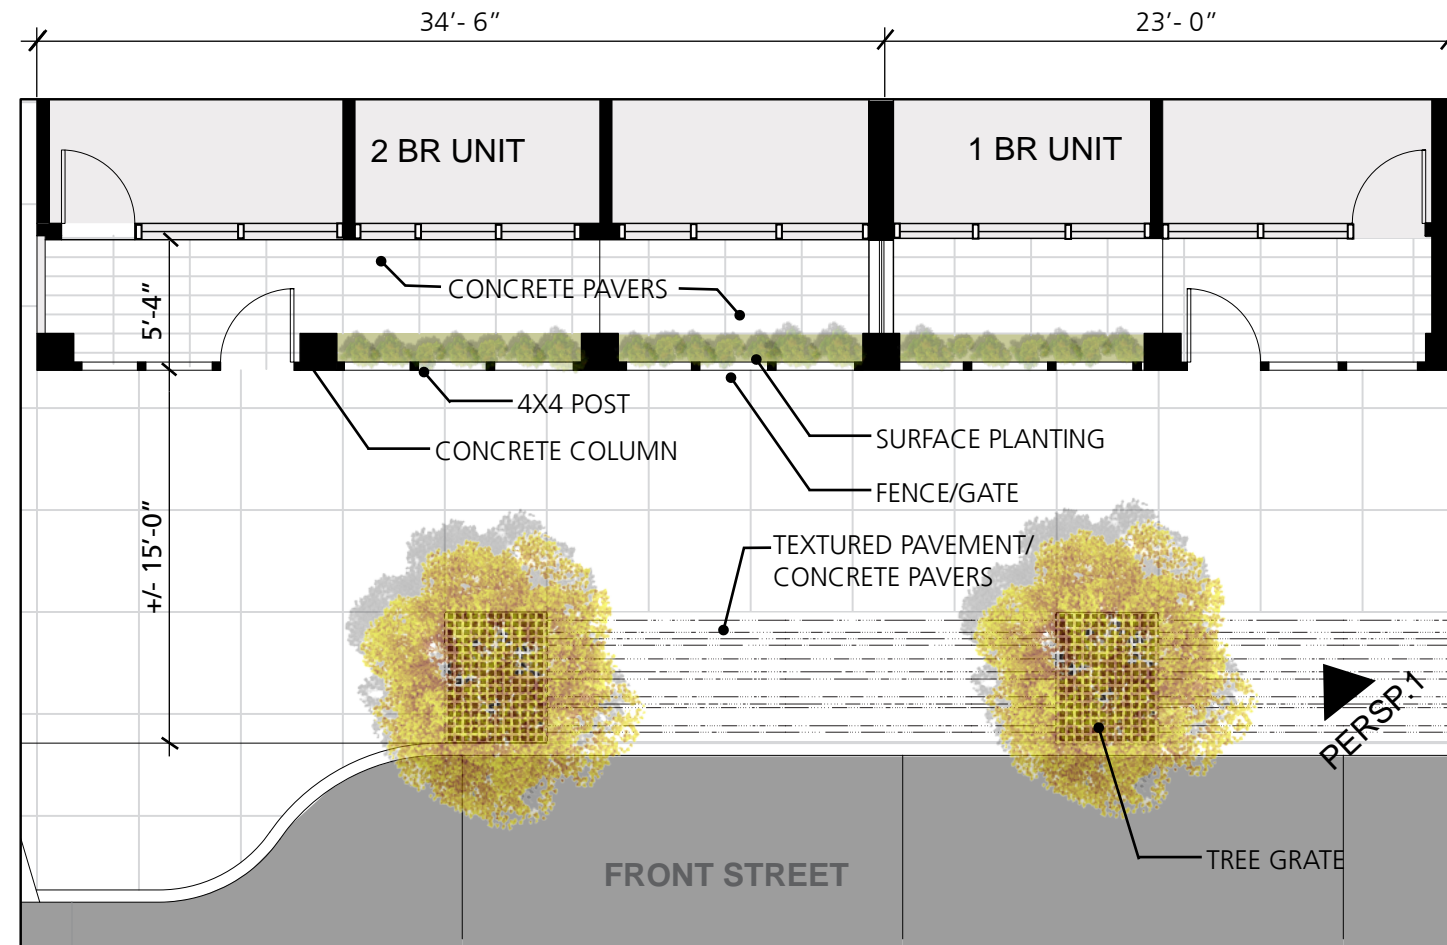 34’- 6”
23’- 0”
2 BR UNIT
1 BR UNIT
CONCRETE PAVERS
5’-4”
4X4 POST
SURFACE PLANTING
CONCRETE COLUMN
FENCE/GATE
+/- 15’-0”
TEXTURED PAVEMENT/
CONCRETE PAVERS
PERSP.1
TREE GRATE
FRONT STREET